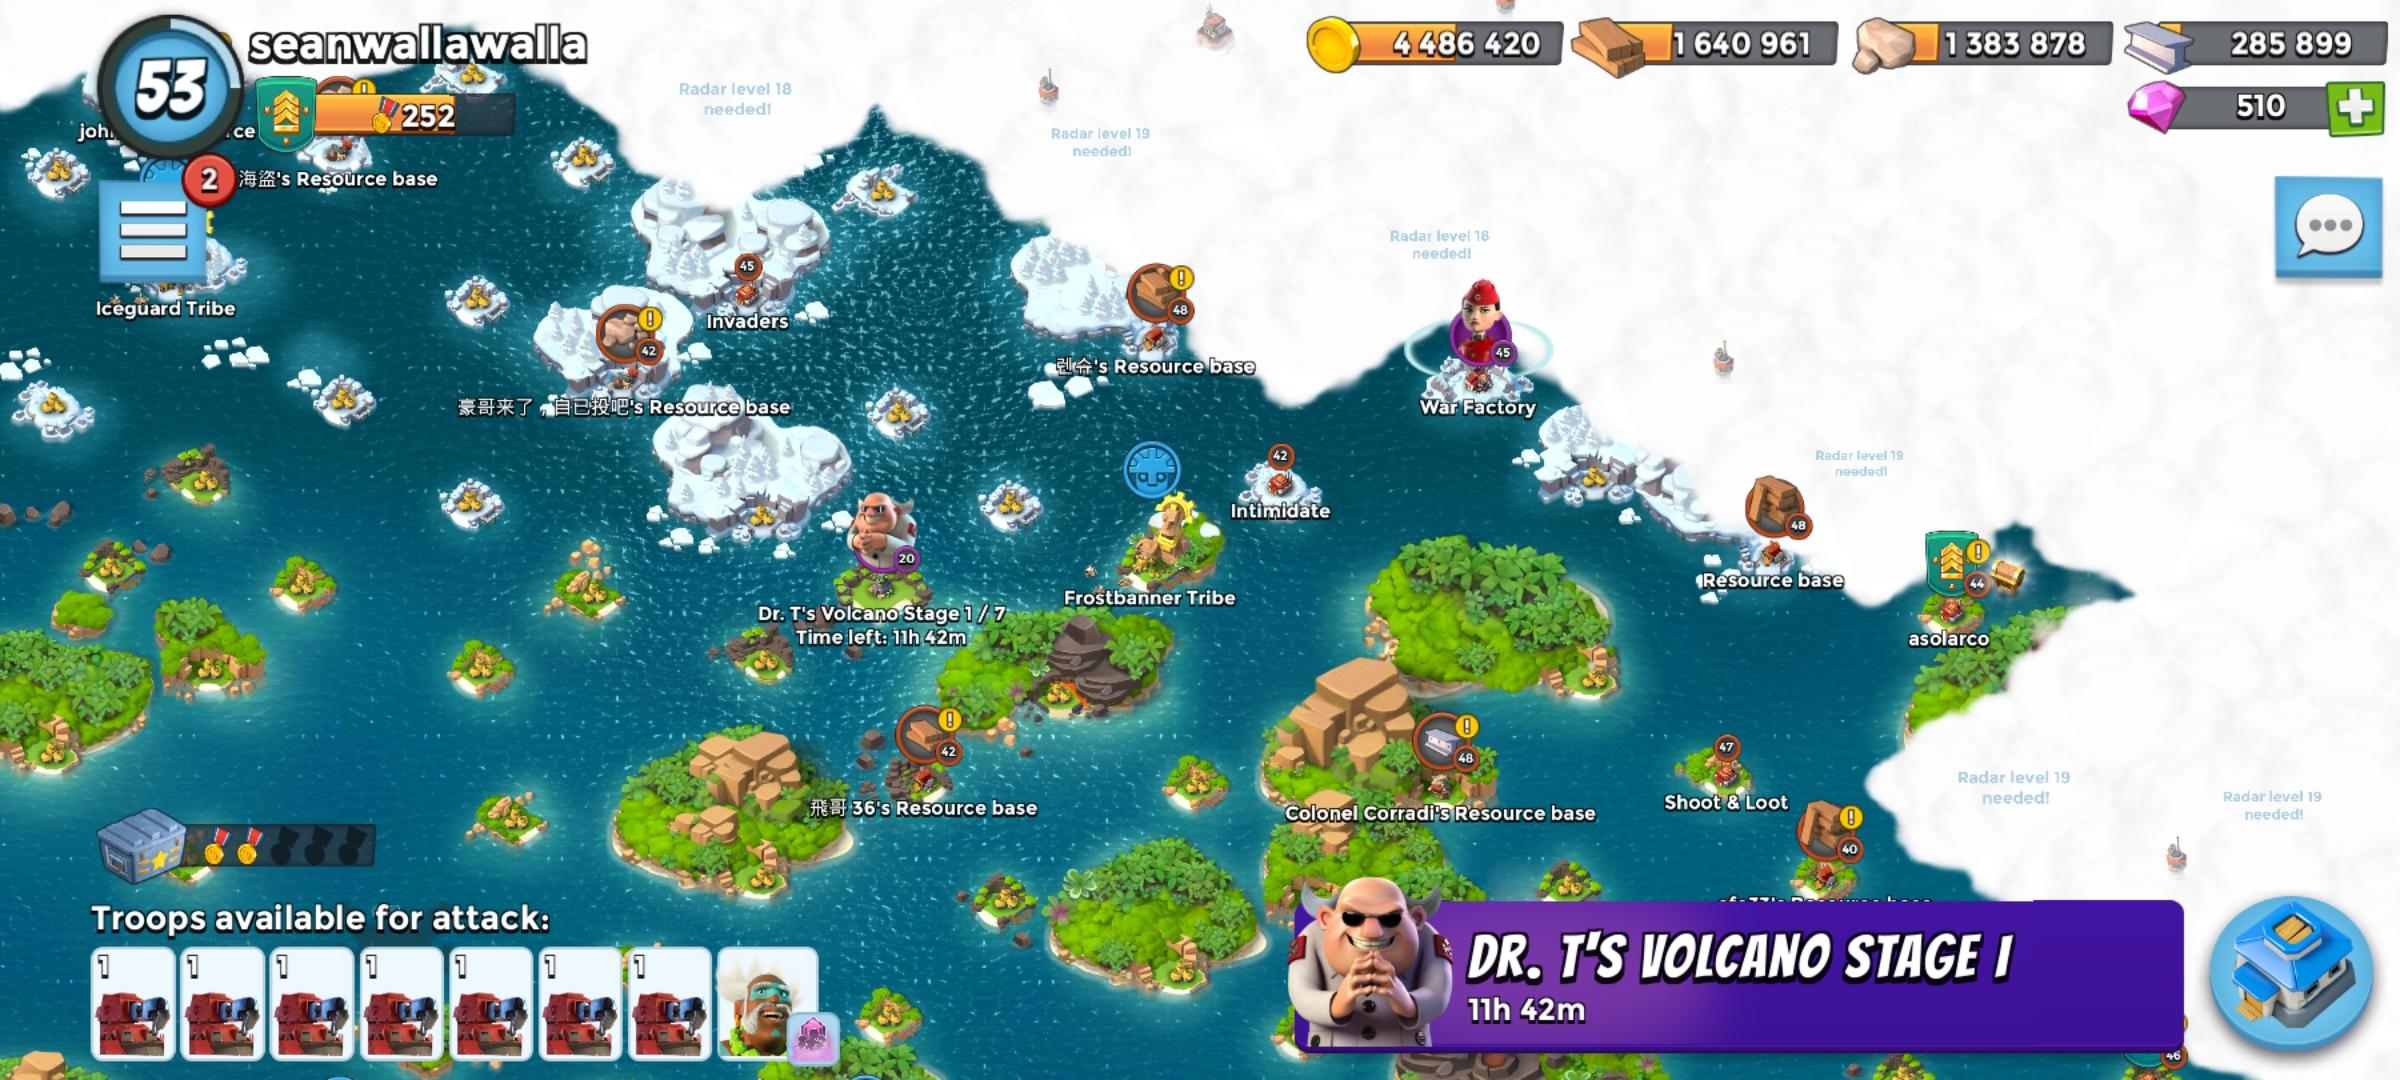 53
seanwallawalla
252
4 486 420
1 640 961
1 383 878
285 899
510
2
海盜's Resource base
Iceguard Tribe
Radar level 18
needed!
Radar level 19
needed!
Radar level 18
needed!
45
Invaders
42
豪哥来了，自已投吧's Resource base
48
렌슈's Resource base
45
War Factory
42
Intimidate
Radar level 19
needed!
48
Resource base
44
asolarco
20
Dr. T's Volcano Stage 1 / 7
Time left: 11h 42m
Frostbanner Tribe
42
飛哥 36's Resource base
48
Colonel Corradi's Resource base
47
Shoot & Loot
40
Radar level 19
needed!
Radar level 19
needed!
Troops available for attack:
1 1 1 1 1 1 1
DR. T'S VOLCANO STAGE 1
11h 42m
46